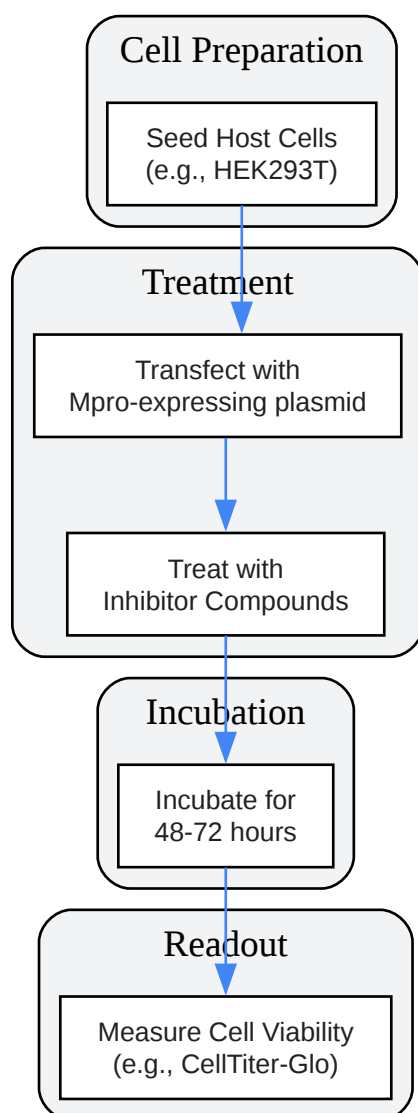 Cell Preparation
Seed Host Cells
(e.g., HEK293T)
Treatment
Transfect with
Mpro-expressing plasmid
Treat with
Inhibitor Compounds
Incubation
Incubate for
48-72 hours
Readout
Measure Cell Viability
(e.g., CellTiter-Glo)